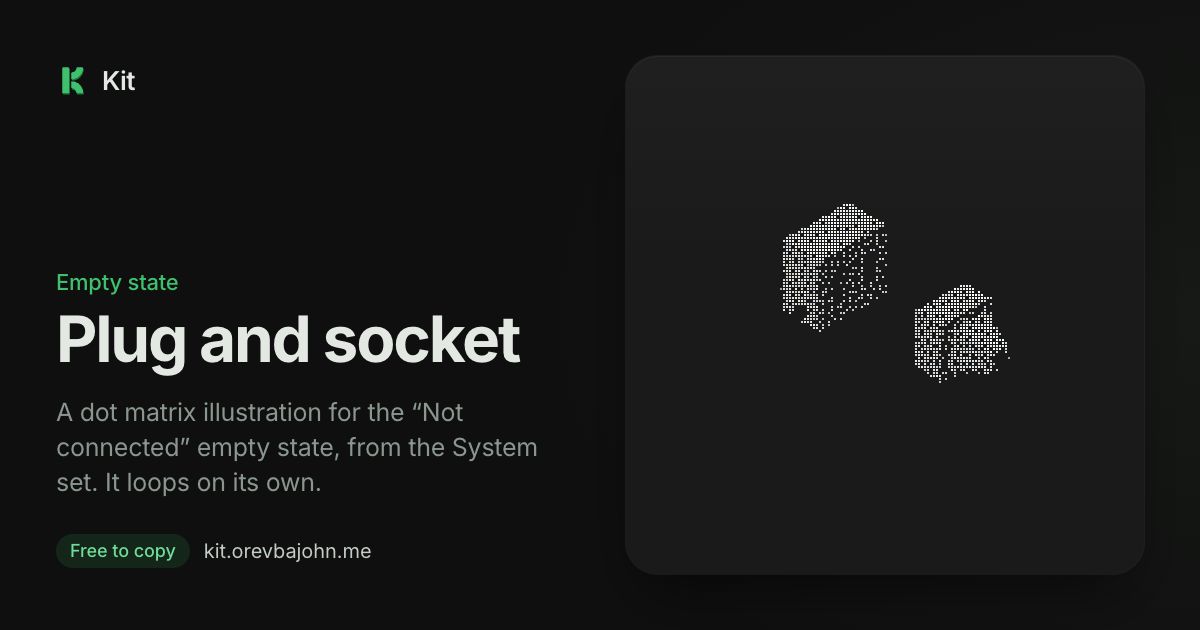 Kit
Empty state
Plug and socket
A dot matrix illustration for the “Not
connected” empty state, from the System
set. It loops on its own.
Free to copy
kit.orevbajohn.me